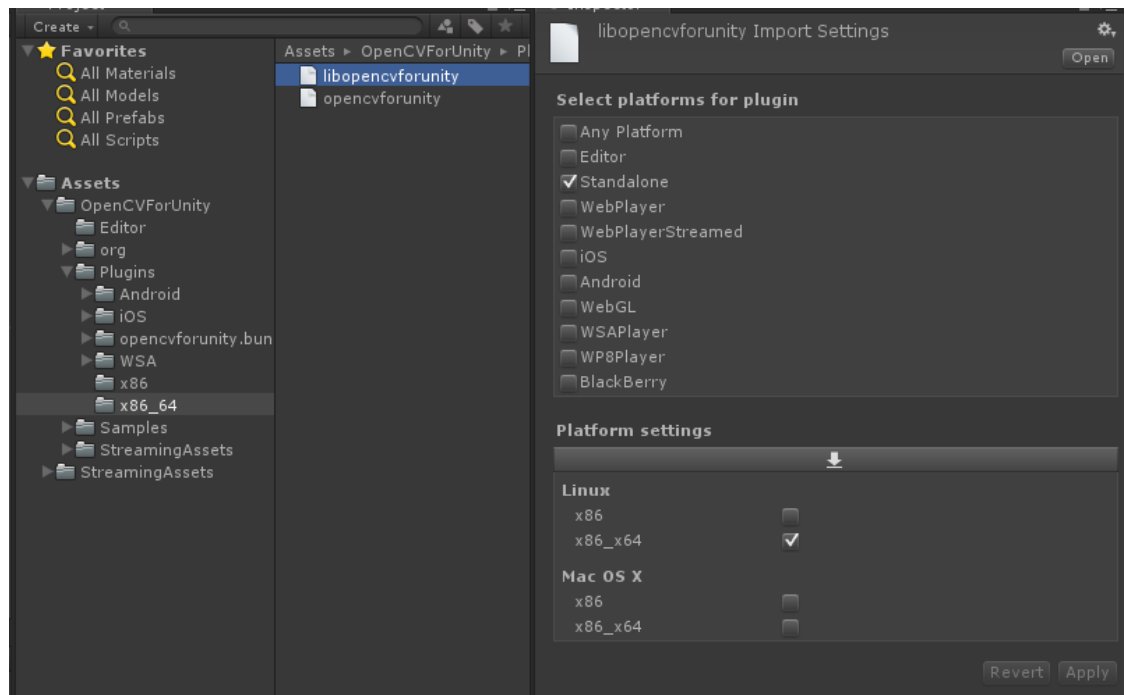 Create
Favorites
All Materials
All Models
All Prefabs
All Scripts
Assets
OpenCVForUnity
Editor
org
Plugins
Android
iOS
opencvforunity.bun
WSA
x86
x86_64
Samples
StreamingAssets
StreamingAssets
Assets ▸ OpenCVForUnity ▸ Pl
libopencvforunity
opencvforunity
libopencvforunity Import Settings
Open
Select platforms for plugin
Any Platform
Editor
Standalone
WebPlayer
WebPlayerStreamed
iOS
Android
WebGL
WSAPlayer
WP8Player
BlackBerry
Platform settings
Linux
x86
x86_x64
Mac OS X
x86
x86_x64
Revert Apply